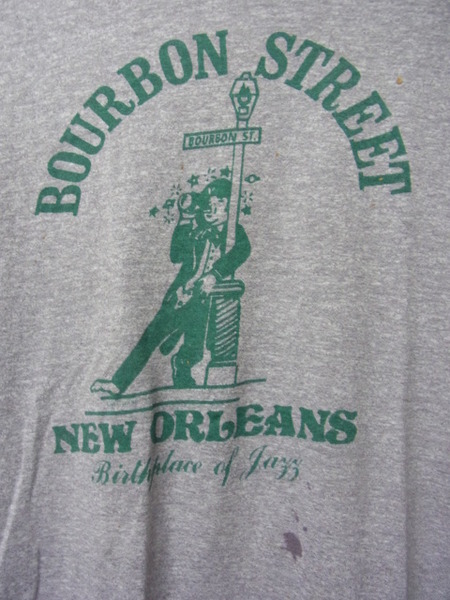 BOURBON STREET
BOURBON ST.
NEW ORLEANS
Birthplace of Jazz